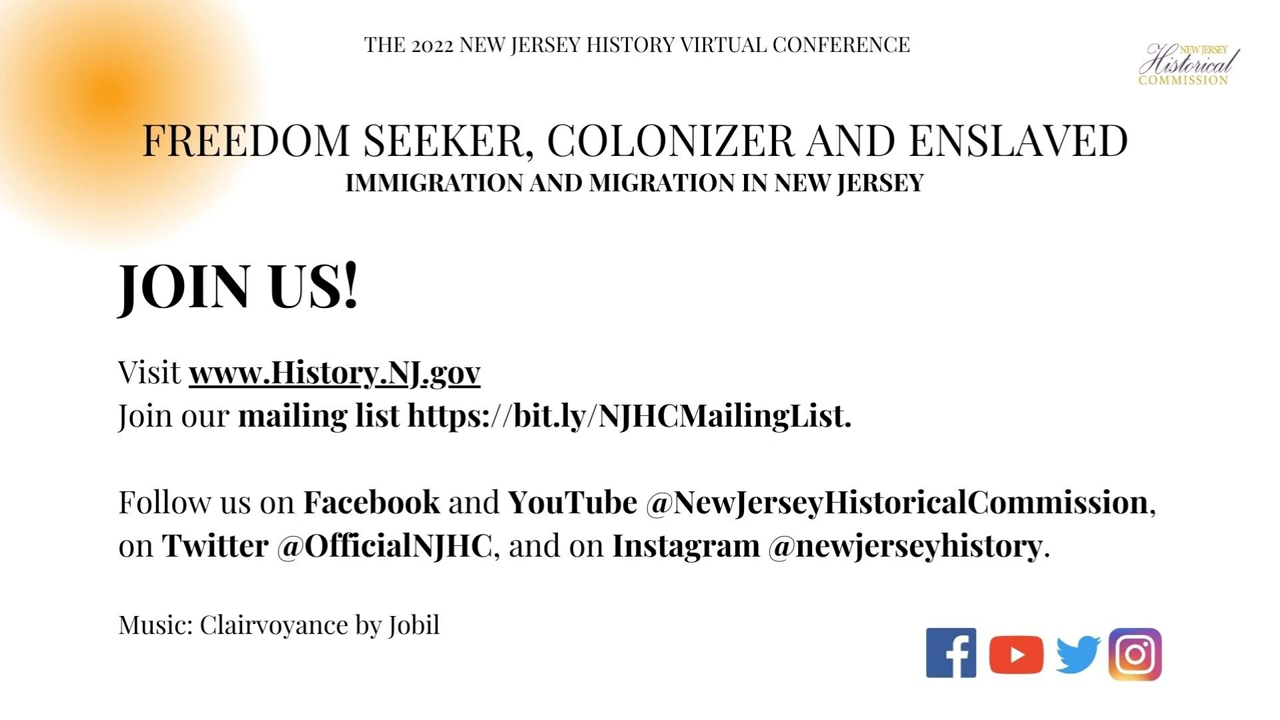 THE 2022 NEW JERSEY HISTORY VIRTUAL CONFERENCE
NEW JERSEY
Historical
COMMISSION
FREEDOM SEEKER, COLONIZER AND ENSLAVED
IMMIGRATION AND MIGRATION IN NEW JERSEY
JOIN US!
Visit www.History.NJ.gov
Join our mailing list https://bit.ly/NJHCMailingList.
Follow us on Facebook and YouTube @NewJerseyHistoricalCommission,
on Twitter @OfficialNJHC, and on Instagram @newjerseyhistory.
Music: Clairvoyance by Jobil